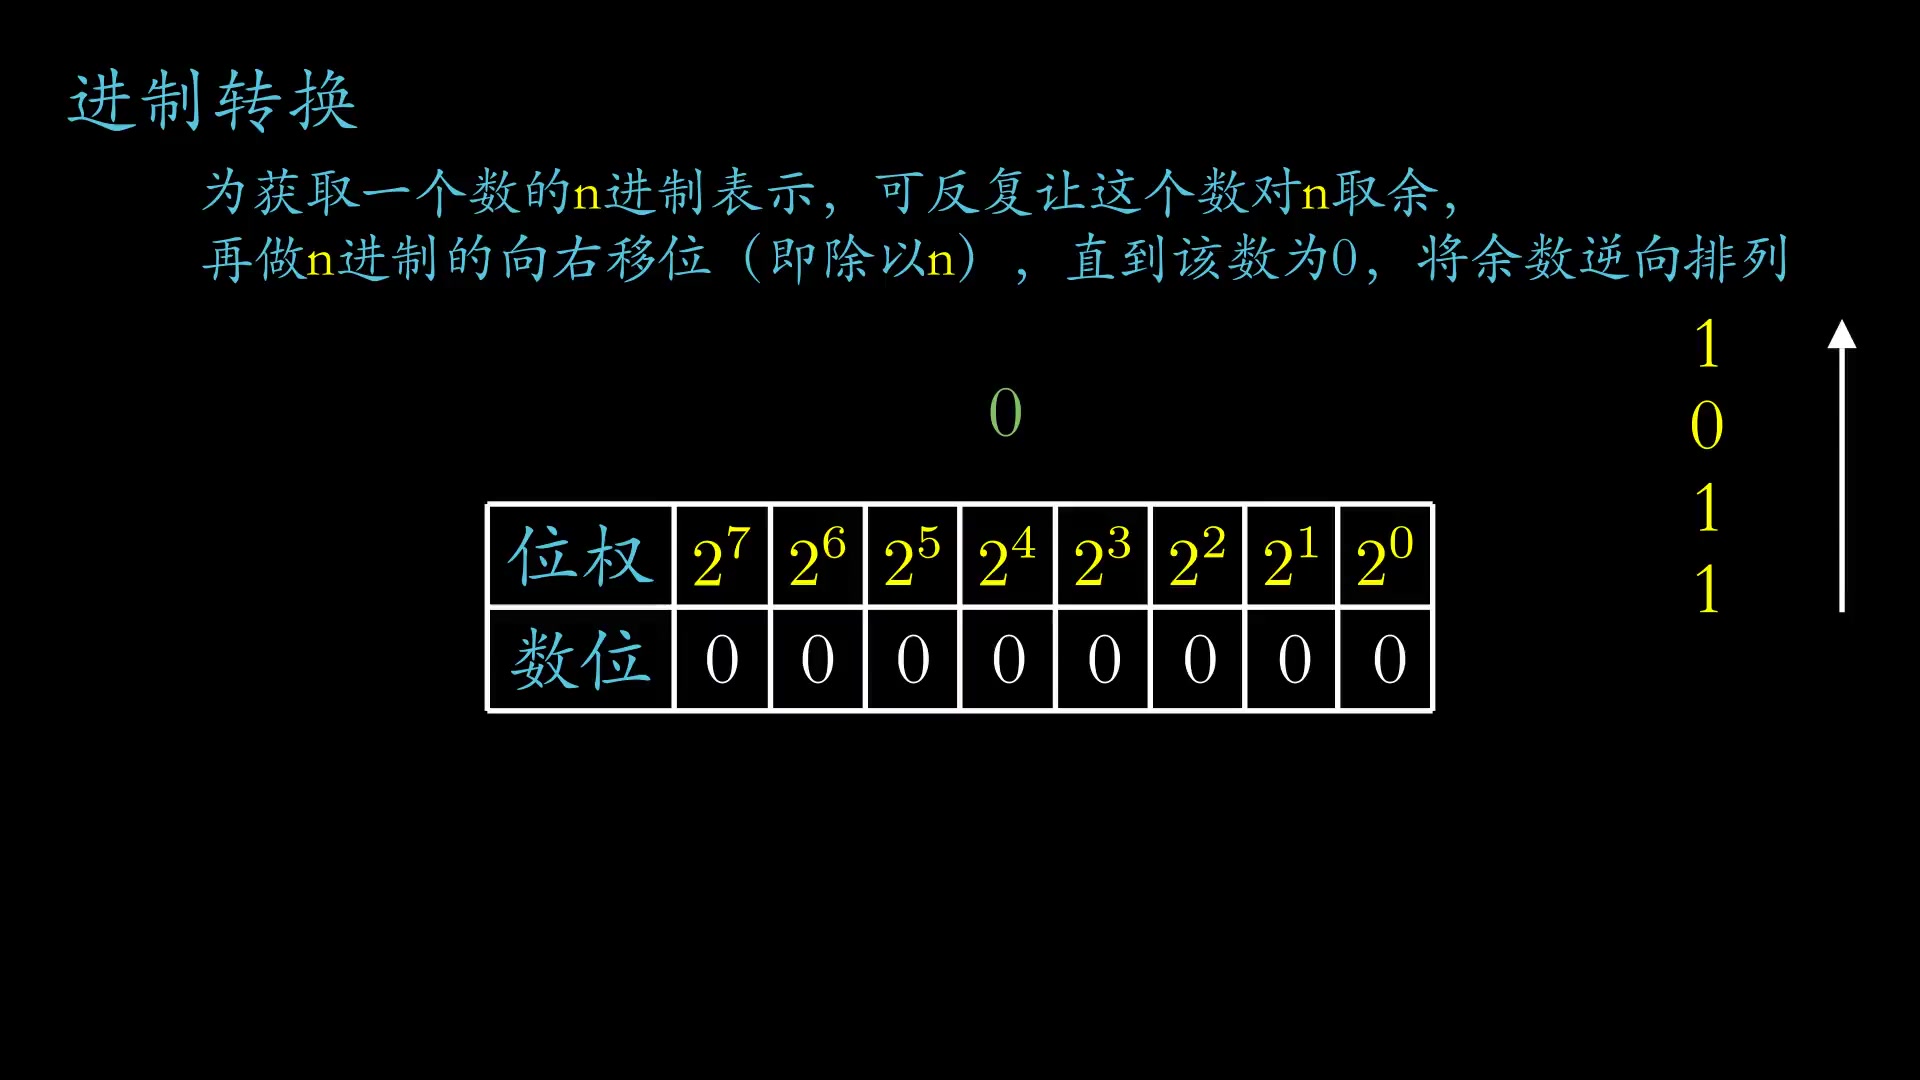 进制转换
为获取一个数的n进制表示，可反复让这个数对n取余，
再做n进制的向右移位（即除以n），直到该数为0，将余数逆向排列
1
0
0
1
1
位权 2^7 2^6 2^5 2^4 2^3 2^2 2^1 2^0
数位 0 0 0 0 0 0 0 0